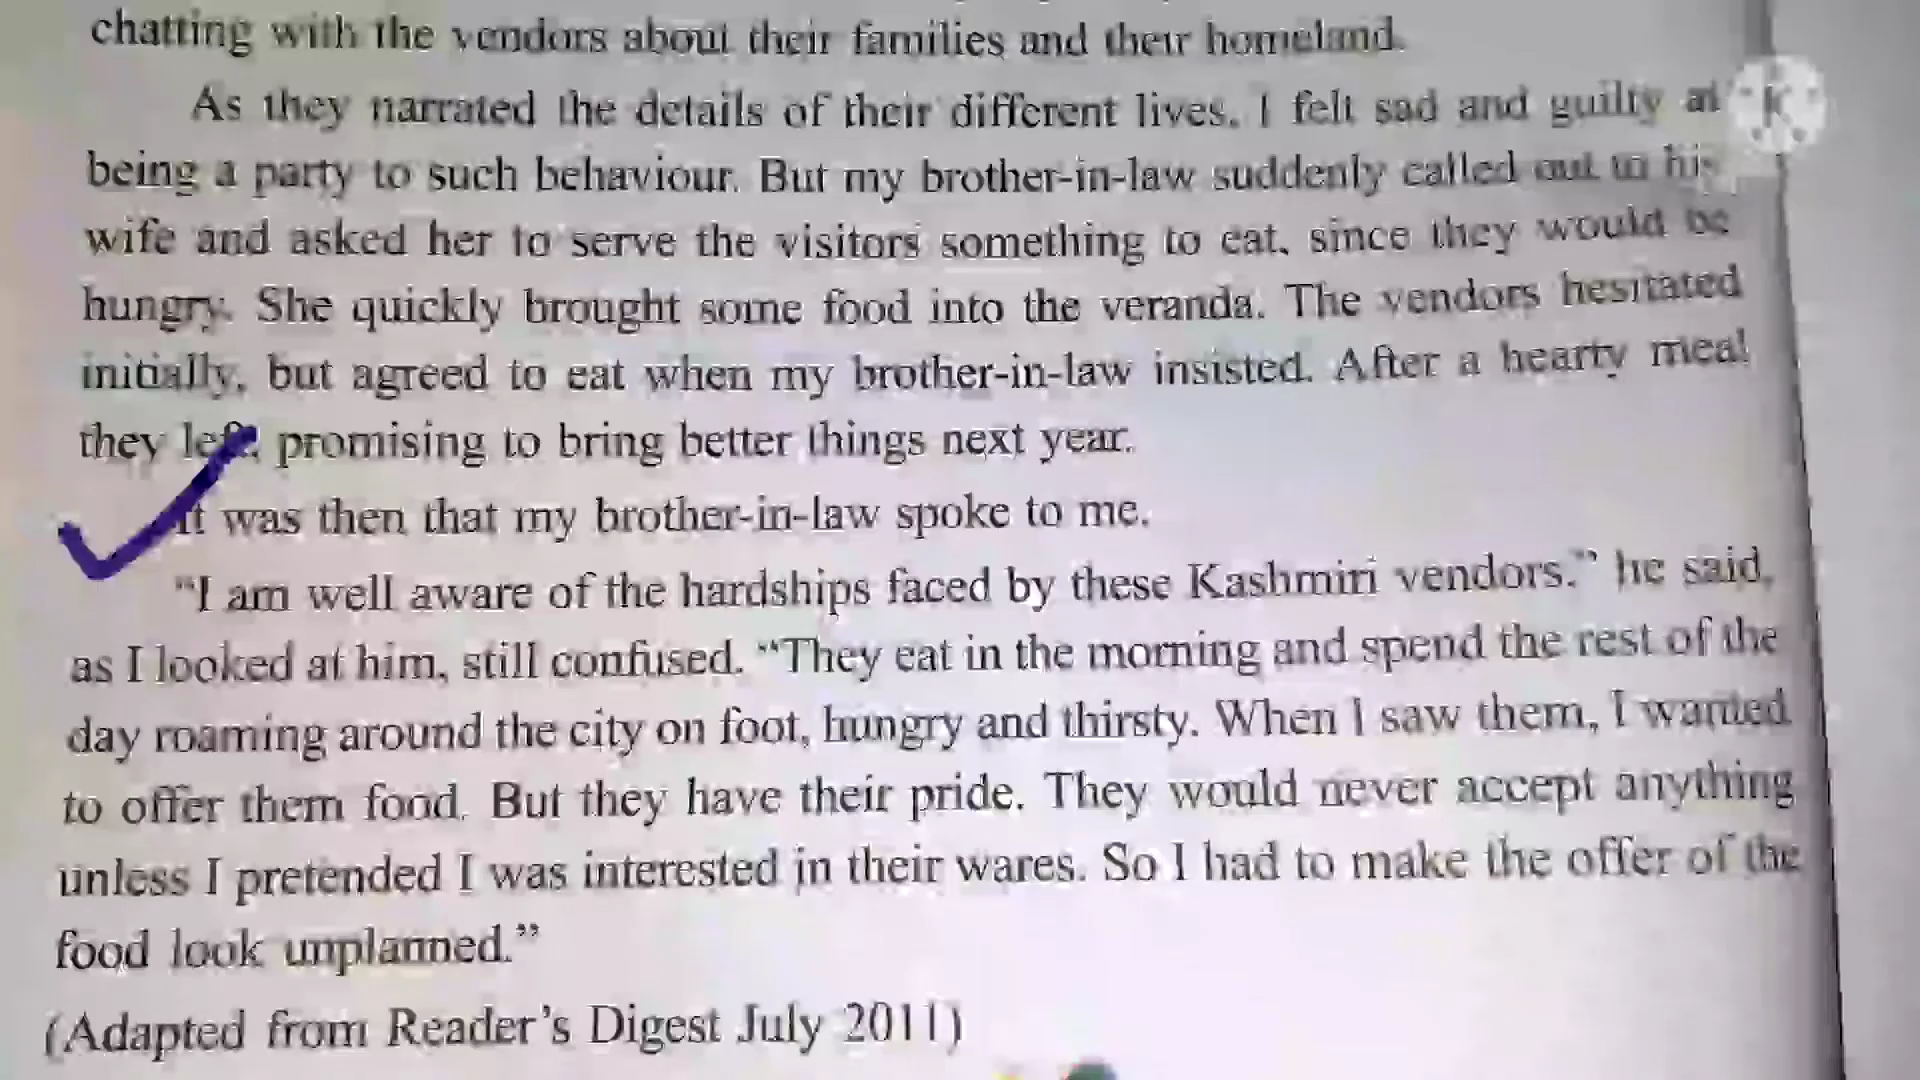 chatting with the vendors about their families and their homeland.
As they narrated the details of their different lives, I felt sad and guilty at
being a party to such behaviour. But my brother-in-law suddenly called out to his
wife and asked her to serve the visitors something to eat, since they would be
hungry. She quickly brought some food into the veranda. The vendors hesitated
initially, but agreed to eat when my brother-in-law insisted. After a hearty meal
they left, promising to bring better things next year.
It was then that my brother-in-law spoke to me.
“I am well aware of the hardships faced by these Kashmiri vendors.” he said,
as I looked at him, still confused. “They eat in the morning and spend the rest of the
day roaming around the city on foot, hungry and thirsty. When I saw them, I wanted
to offer them food. But they have their pride. They would never accept anything
unless I pretended I was interested in their wares. So I had to make the offer of the
food look unplanned.”
(Adapted from Reader’s Digest July 2011)
K